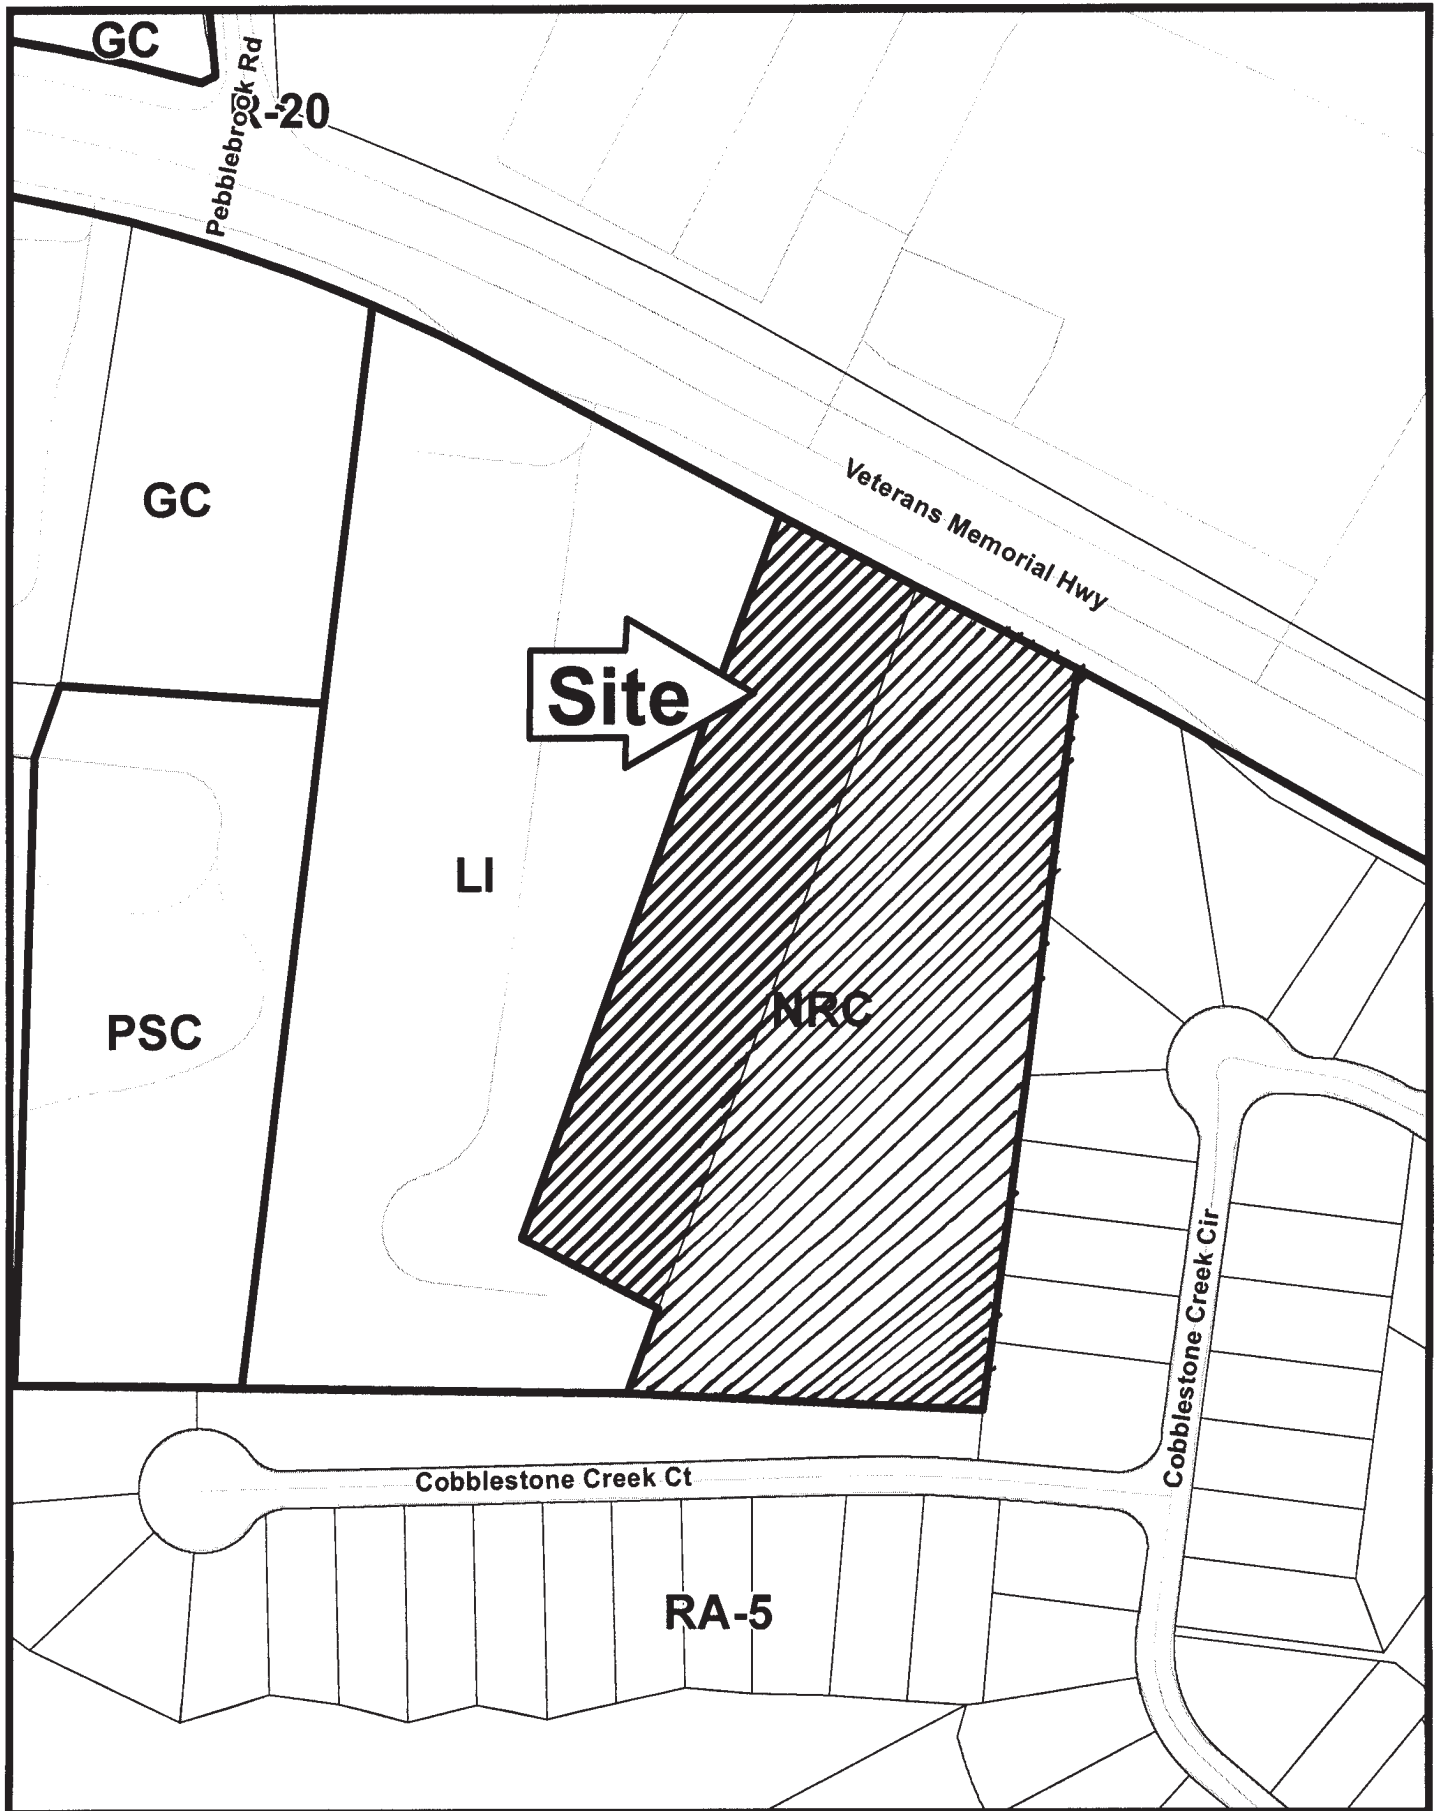 GC
Pebblebrook Rd
R-20
Veterans Memorial Hwy
GC
Site
LI
NRC
PSC
Cobblestone Creek Cir
Cobblestone Creek Ct
RA-5